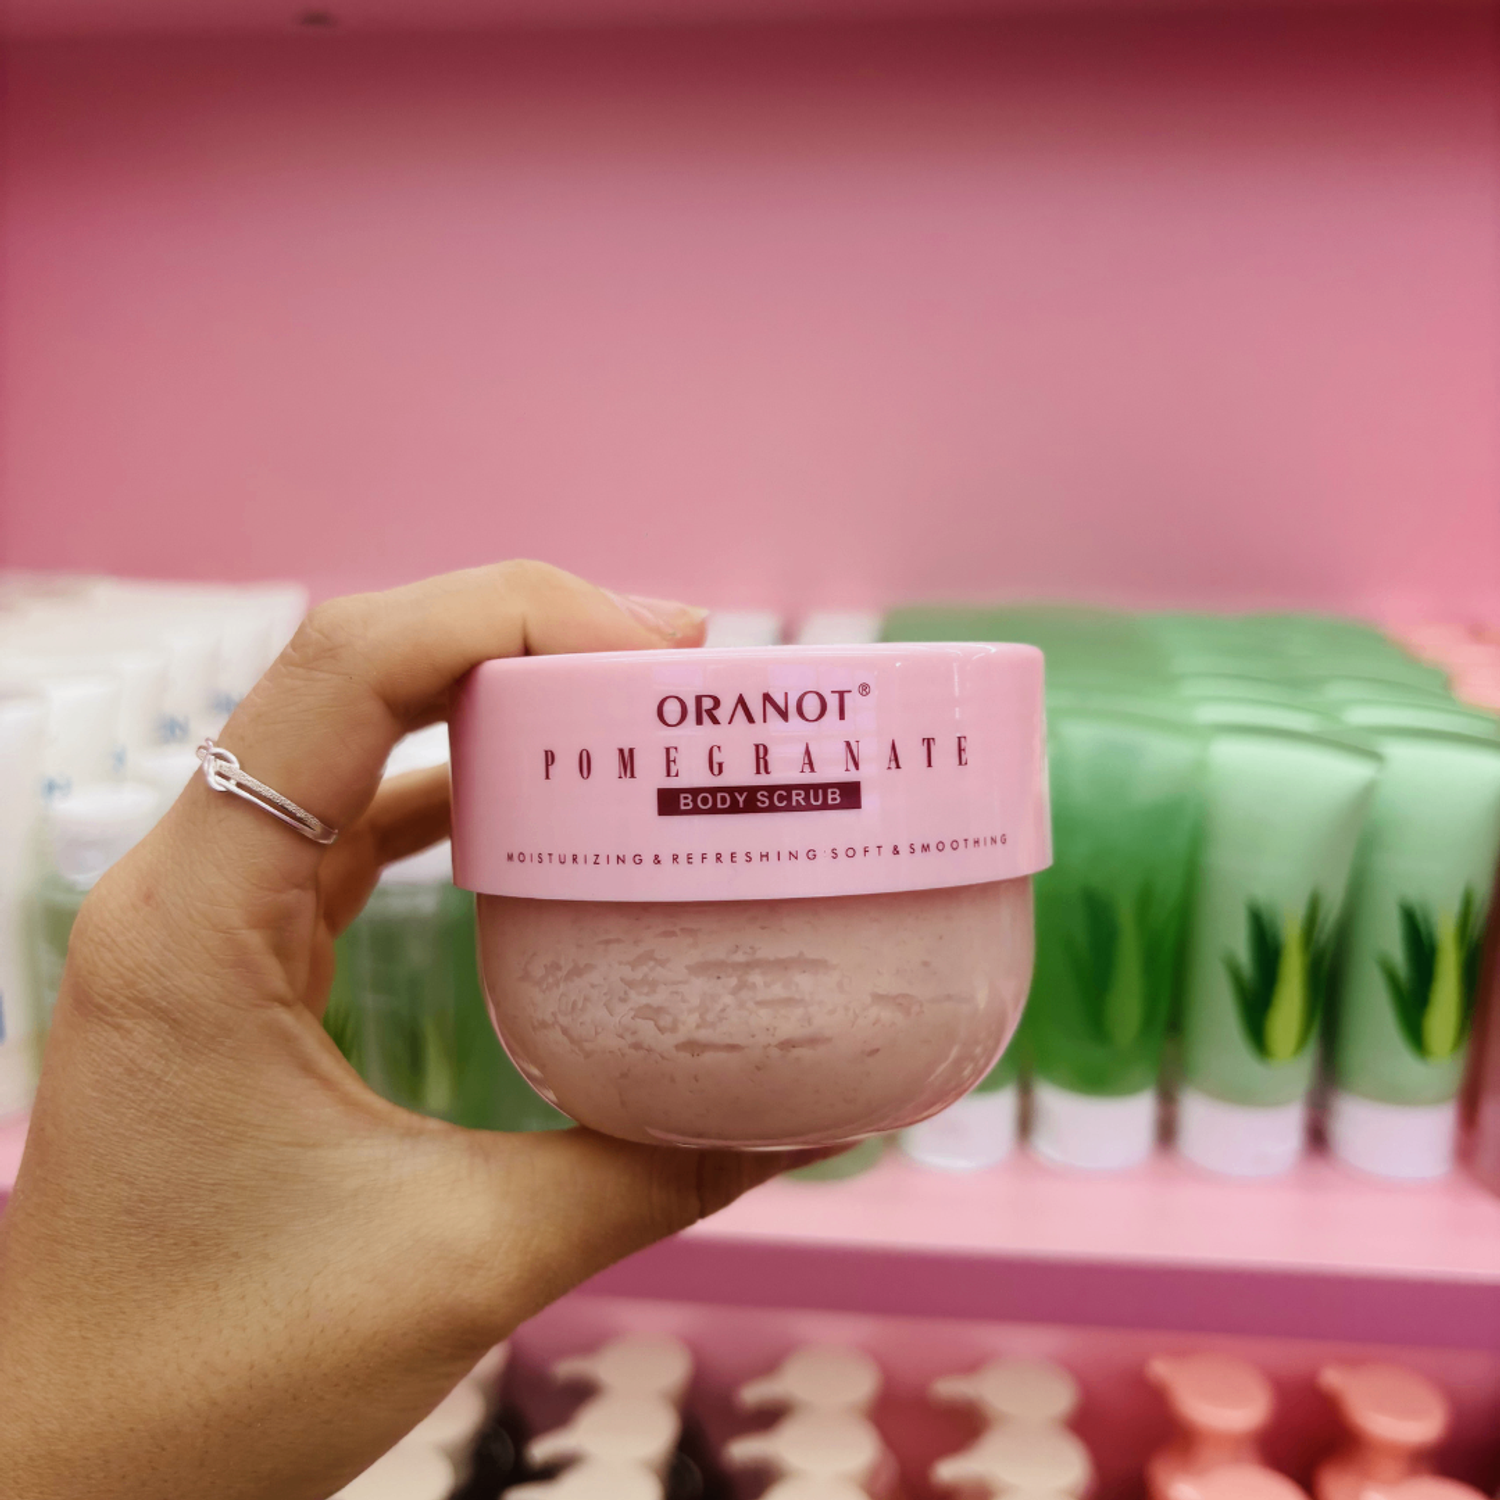 ORANOT®
POMEGRANATE
BODY SCRUB
MOISTURIZING & REFRESHING·SOFT & SMOOTHING